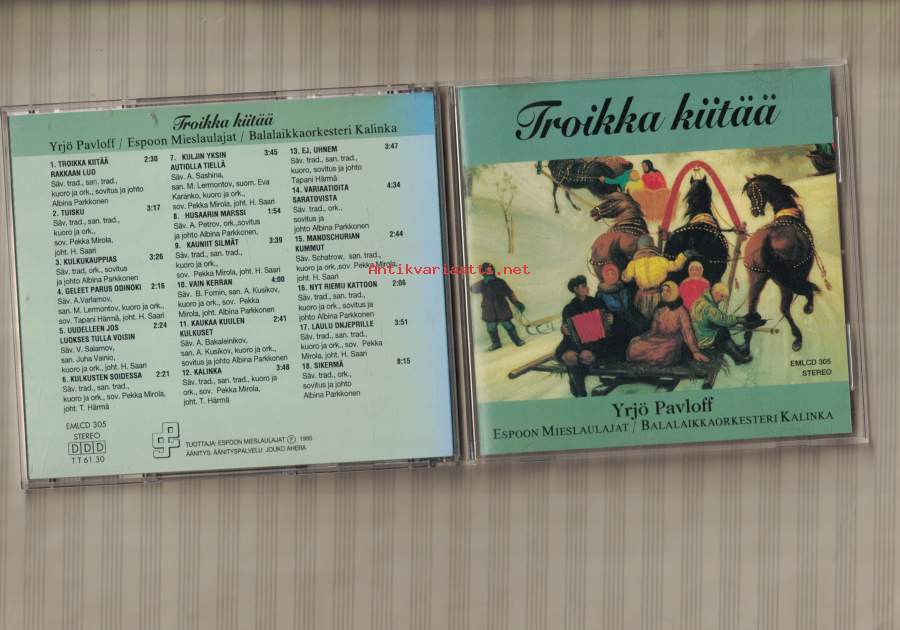 Troikka kiitää
Yrjö Pavloff / Espoon Mieslaulajat / Balalaikkaorkesteri Kalinka
1. TROIKKA KIITÄÄ 2:30
RAKKAAN LUO
Säv. trad., san. trad.,
kuoro ja ork., sovitus ja johto
Albina Parkkonen
2. TUISKU 3:17
Säv. trad., san. trad.,
kuoro ja ork.,
sov. Pekka Mirola,
joht. H. Saari
3. KULKUKAUPPIAS 3:26
Säv. trad, ork., sovitus
ja johto Albina Parkkonen
4. GELEET PARUS ODINOKI 2:16
Säv. A.Varlamov,
san. M. Lermontov, kuoro ja ork.,
sov. Tapani Härmä, joht. H. Saari
5. UUDELLEEN JOS 2:24
LUOKSES TULLA VOISIN
Säv. V. Salamov,
san. Juha Vainio,
kuoro ja ork., joht. H. Saari
6. KULKUSTEN SOIDESSA 2:21
Säv. trad., san. trad.,
kuoro ja ork., sov. Pekka Mirola,
joht. T. Härmä
7. KULJIN YKSIN 3:45
AUTIOLLA TIELLÄ
Säv. A. Sashina,
san. M. Lermontov, suom. Eva
Karanko, kuoro ja ork.,
sov. Pekka Mirola, joht. H. Saari
8. HUSAARIN MARSSI 1:54
Säv. A. Petrov, ork.,sovitus
ja johto Albina Parkkonen,
9. KAUNIIT SILMÄT 3:39
Säv. trad., san. trad.,
kuoro ja ork.,
sov. Pekka Mirola, joht. H. Saari
10. VAIN KERRAN 4:00
Säv. B. Fomin, san. A. Kusikov,
kuoro ja ork., sov. Pekka
Mirola, joht. T. Härmä
11. KAUKAA KUULEN 2:41
KULKUSET
Säv. A. Bakaleinikov,
san. A. Kusikov, kuoro ja ork.,
sovitus ja johto Albina Parkkonen
12. KALINKA 3:48
Säv. trad., san. trad., kuoro ja
ork., sov. Pekka Mirola,
joht. T. Härmä
13. EJ, UHNEM 3:47
Säv. trad., san. trad.,
kuoro ja ork., sovitus ja johto
Tapani Härmä
14. VARIAATIOITA 4:34
SARATOVISTA
Säv. trad., ork.,
sovitus ja
johto Albina Parkkonen
15. MANDSCHURIAN 2:44
KUMMUT
Säv. Schatrow, san. trad.,
kuoro ja ork.,sov. Pekka Mirola,
joht. H. Saari
16. NYT RIEMU KATTOON 2:06
Säv. trad., san. trad.,
kuoro ja ork., sovitus ja
johto Albina Parkkonen
17. LAULU DNJEPRILLE 3:51
Säv. trad., san. trad.,
kuoro ja ork., sov. Pekka
Mirola, joht. H. Saari
18. SIKERMÄ 8:15
Säv. trad., ork.,
sovitus ja johto
Albina Parkkonen
EMLCD 305
STEREO
DDD
T.T 61.30
TUOTTAJA: ESPOON MIESLAULAJAT Ⓟ 1995
ÄÄNITYS: ÄÄNITYSPALVELU JOUKO AHERA
Troikka kiitää
EMLCD 305
STEREO
Yrjö Pavloff
ESPOON MIESLAULAJAT / BALALAIKKAORKESTERI KALINKA
Antikvariaatti.net